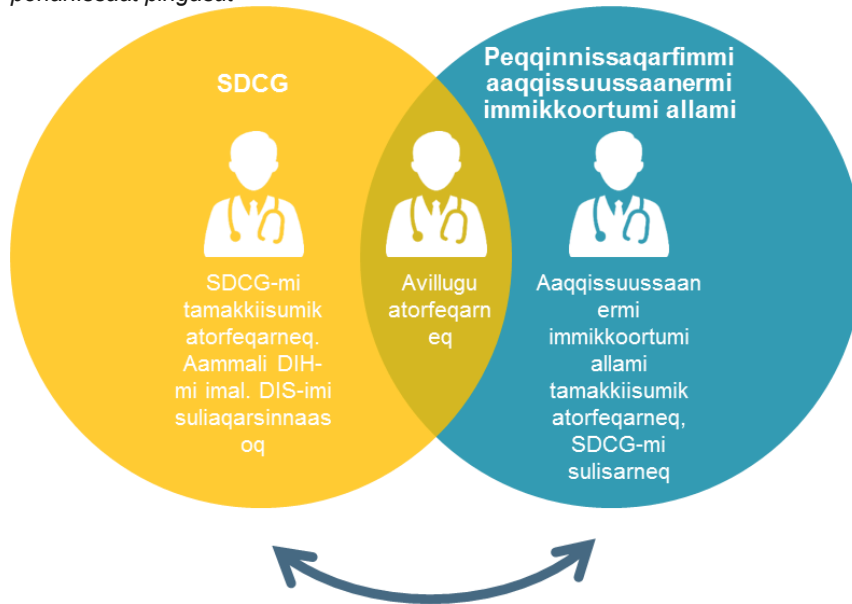 SDCG
SDCG-mi
tamakkiisumik
atorfeqarneq.
Aammali DIH-
mi imal. DIS-imi
suliaqarsinnaas
oq
Avillugu
atorfeqarn
eq
Peqqinnissaqarfimmi
aaqqissuussaanermi
immikkoortumi allami
Aaqqissuussaan
ermi
immikkoortumi
allami
tamakkiisumik
atorfeqarneq,
SDCG-mi
sulisarneq